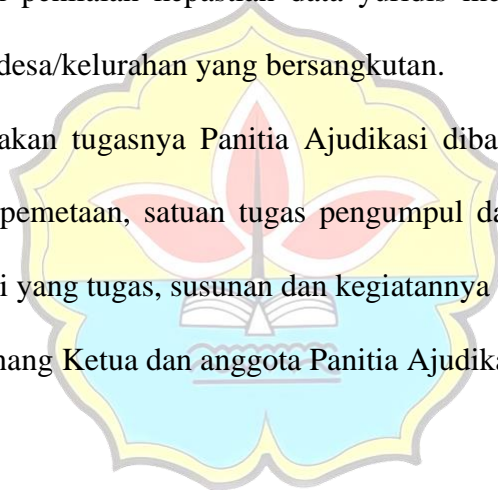 penilaian kepastian data yuridis
desa/kelurahan yang bersangkutan.
akan tugasnya Panitia Ajudikasi diba
pemetaan, satuan tugas pengumpul da
i yang tugas, susunan dan kegiatannya
nang Ketua dan anggota Panitia Ajudika